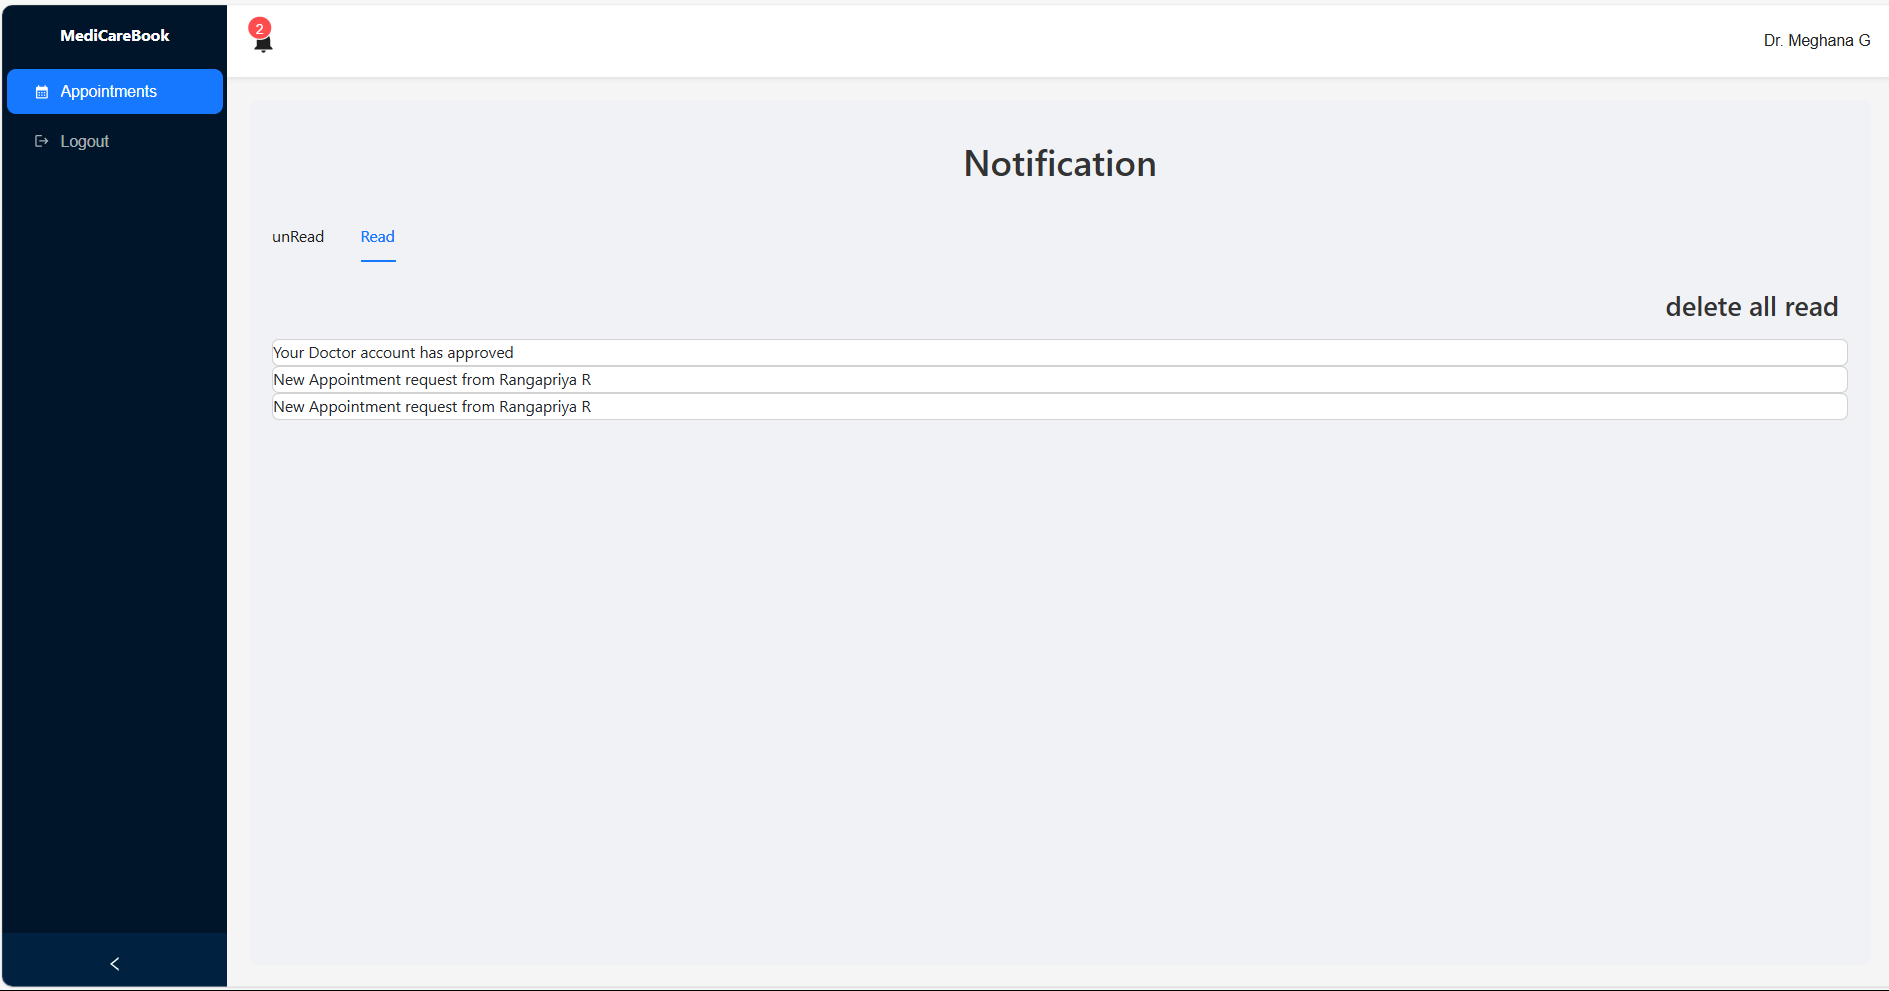 MediCareBook
Appointments
Logout
2
Dr. Meghana G
Notification
unRead
Read
delete all read
Your Doctor account has approved
New Appointment request from Rangapriya R
New Appointment request from Rangapriya R